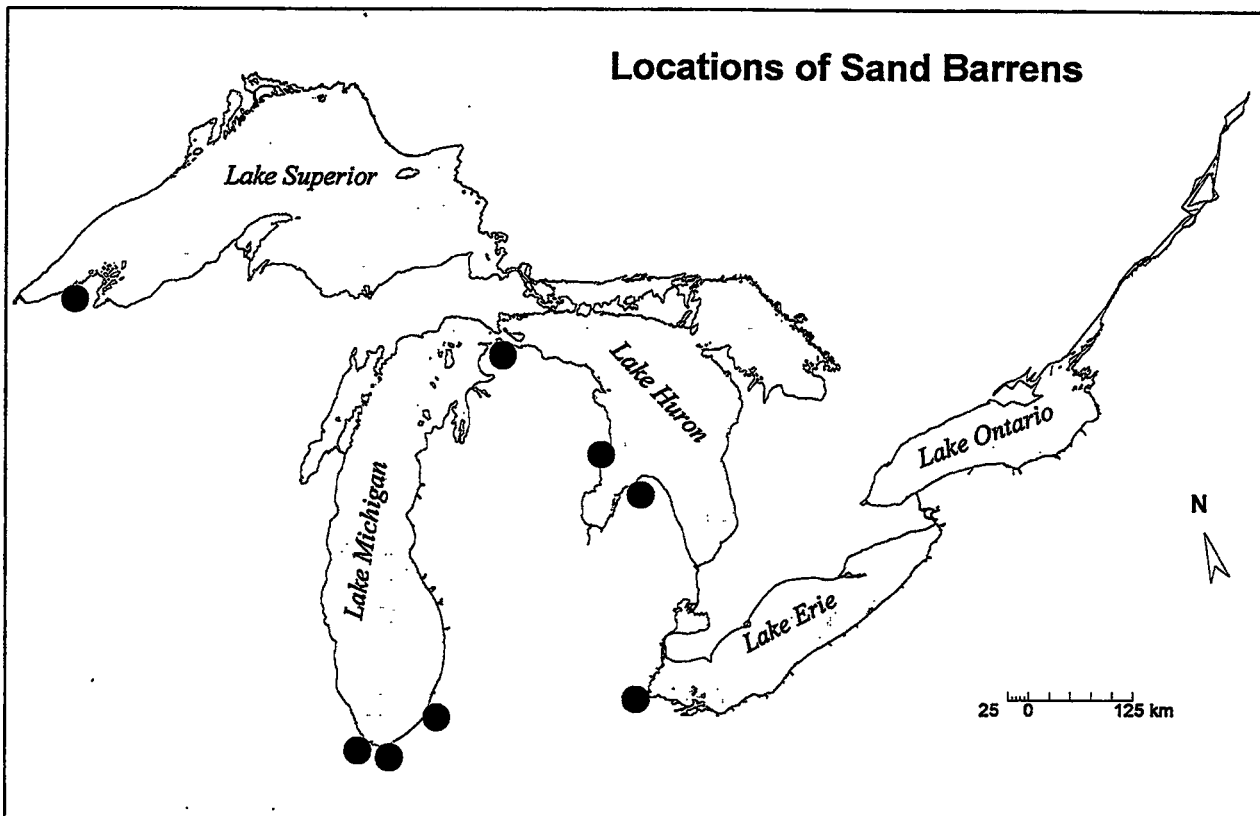 Locations of Sand Barrens
Lake Superior
Lake Huron
Lake Ontario
Lake Michigan
N
Lake Erie
25 0 125 km